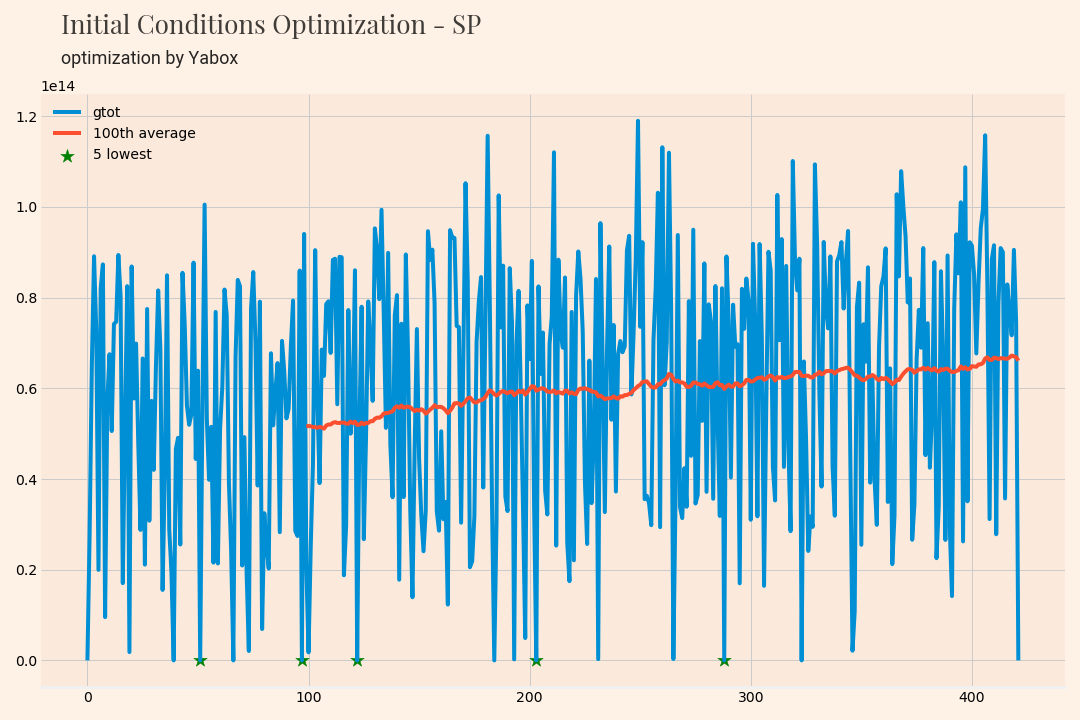 Initial Conditions Optimization - SP
optimization by Yabox
1e14
gtot
100th average
5 lowest
1.2
1.0
0.8
0.6
0.4
0.2
0.0
0 100 200 300 400